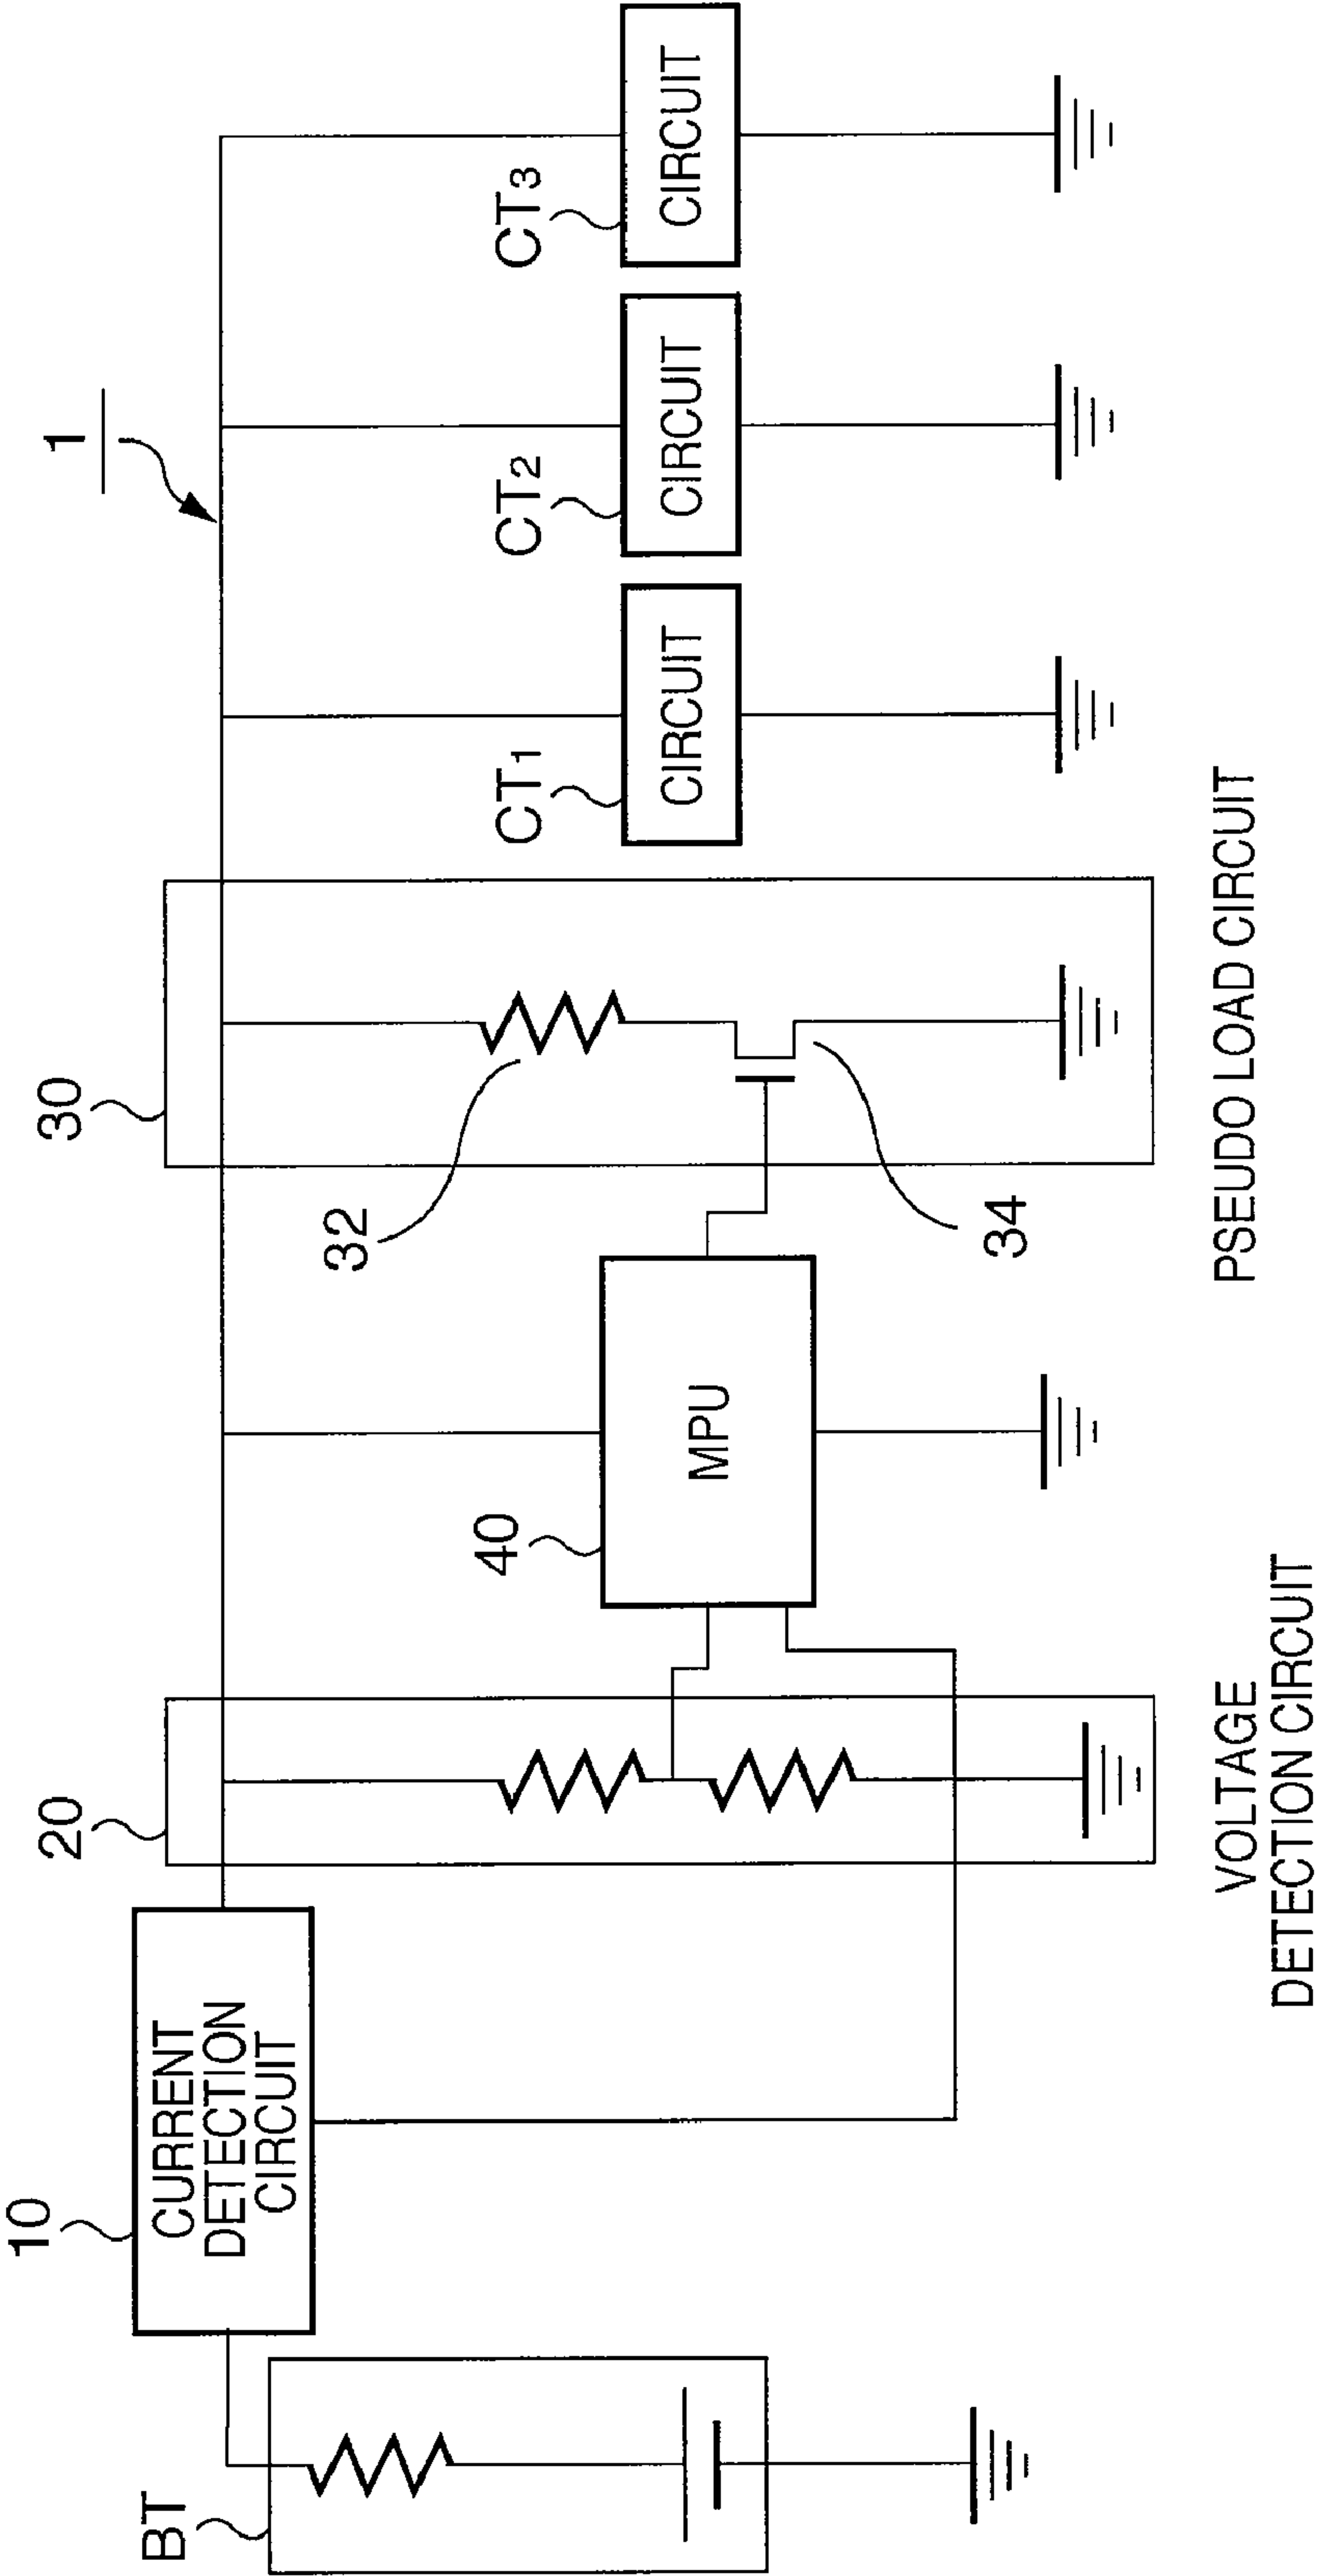 1
BT
10
CURRENT
DETECTION
CIRCUIT
20
VOLTAGE
DETECTION CIRCUIT
40
MPU
30
32
34
PSEUDO LOAD CIRCUIT
CT1
CIRCUIT
CT2
CIRCUIT
CT3
CIRCUIT